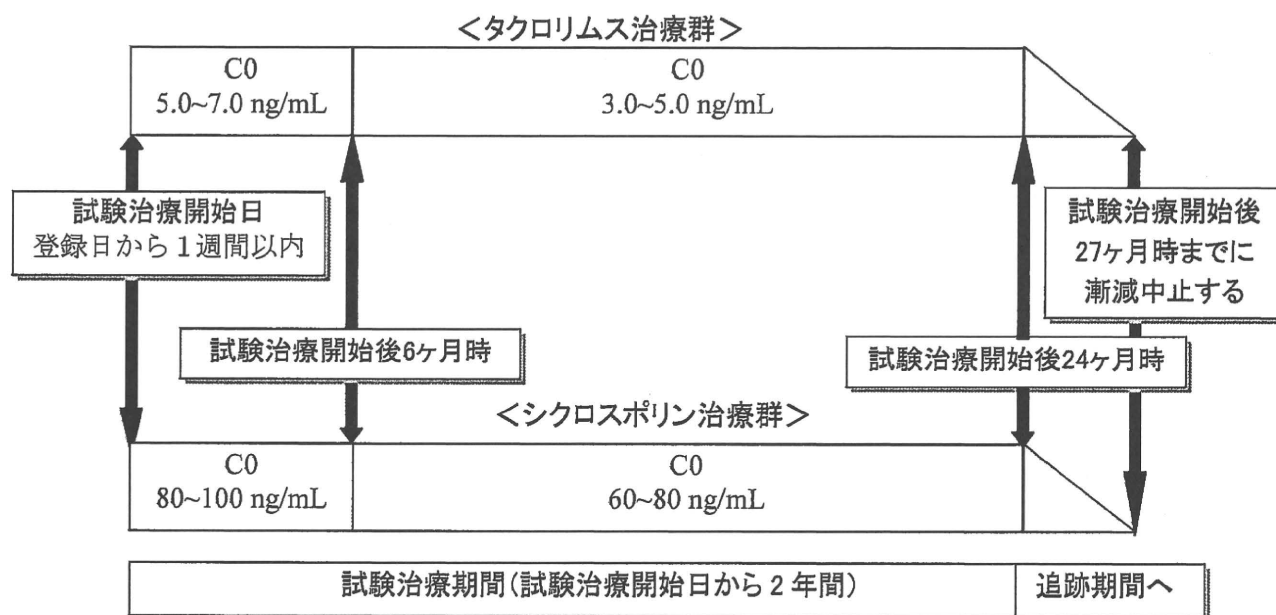 <タクロリムス治療群>
C0
5.0~7.0 ng/mL
C0
3.0~5.0 ng/mL
試験治療開始日
登録日から1週間以内
試験治療開始後
27ヶ月時までに
漸減中止する
試験治療開始後6ヶ月時
試験治療開始後24ヶ月時
<シクロスポリン治療群>
C0
80~100 ng/mL
C0
60~80 ng/mL
試験治療期間(試験治療開始日から2年間)
追跡期間へ